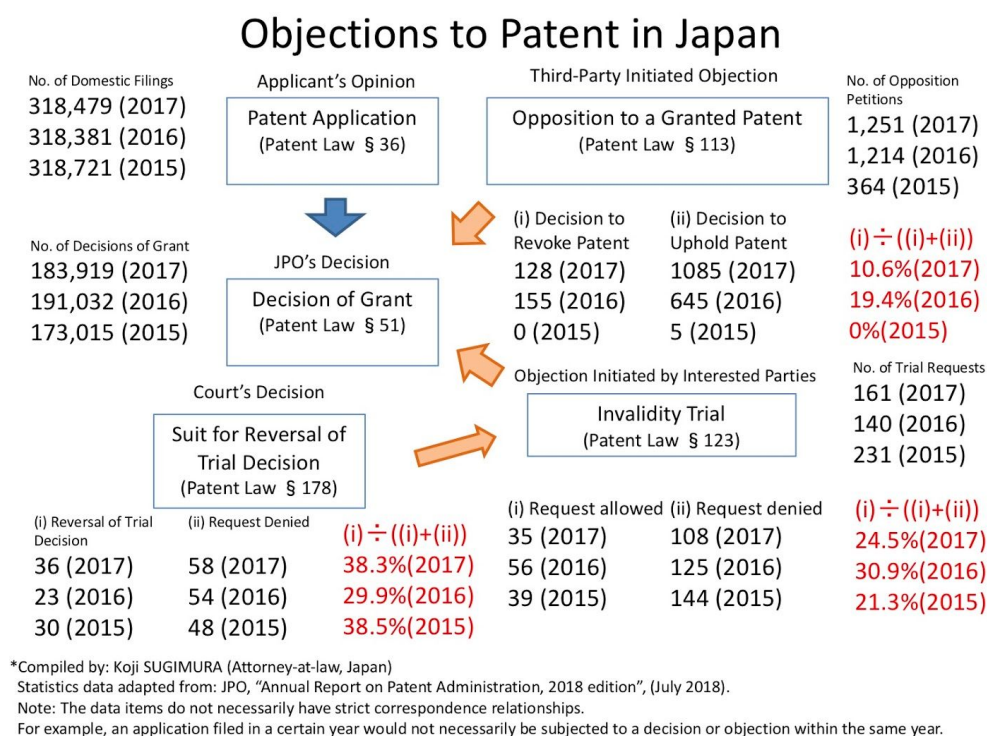 Objections to Patent in Japan
No. of Domestic Filings
318,479 (2017)
318,381 (2016)
318,721 (2015)
Applicant's Opinion
Patent Application
(Patent Law §36)
Third-Party Initiated Objection
Opposition to a Granted Patent
(Patent Law §113)
No. of Opposition
Petitions
1,251 (2017)
1,214 (2016)
364 (2015)
No. of Decisions of Grant
183,919 (2017)
191,032 (2016)
173,015 (2015)
JPO's Decision
Decision of Grant
(Patent Law §51)
(i) Decision to
Revoke Patent
128 (2017)
155 (2016)
0 (2015)
(ii) Decision to
Uphold Patent
1085 (2017)
645 (2016)
5 (2015)
(i)÷((i)+(ii))
10.6%(2017)
19.4%(2016)
0%(2015)
Objection Initiated by Interested Parties
Invalidity Trial
(Patent Law §123)
No. of Trial Requests
161 (2017)
140 (2016)
231 (2015)
Court's Decision
Suit for Reversal of
Trial Decision
(Patent Law §178)
(i) Reversal of Trial
Decision
36 (2017)
23 (2016)
30 (2015)
(ii) Request Denied
58 (2017)
54 (2016)
48 (2015)
(i)÷((i)+(ii))
38.3%(2017)
29.9%(2016)
38.5%(2015)
(i) Request allowed
35 (2017)
56 (2016)
39 (2015)
(ii) Request denied
108 (2017)
125 (2016)
144 (2015)
(i)÷((i)+(ii))
24.5%(2017)
30.9%(2016)
21.3%(2015)
*Compiled by: Koji SUGIMURA (Attorney-at-law, Japan)
Statistics data adapted from: JPO, "Annual Report on Patent Administration, 2018 edition", (July 2018).
Note: The data items do not necessarily have strict correspondence relationships.
For example, an application filed in a certain year would not necessarily be subjected to a decision or objection within the same year.